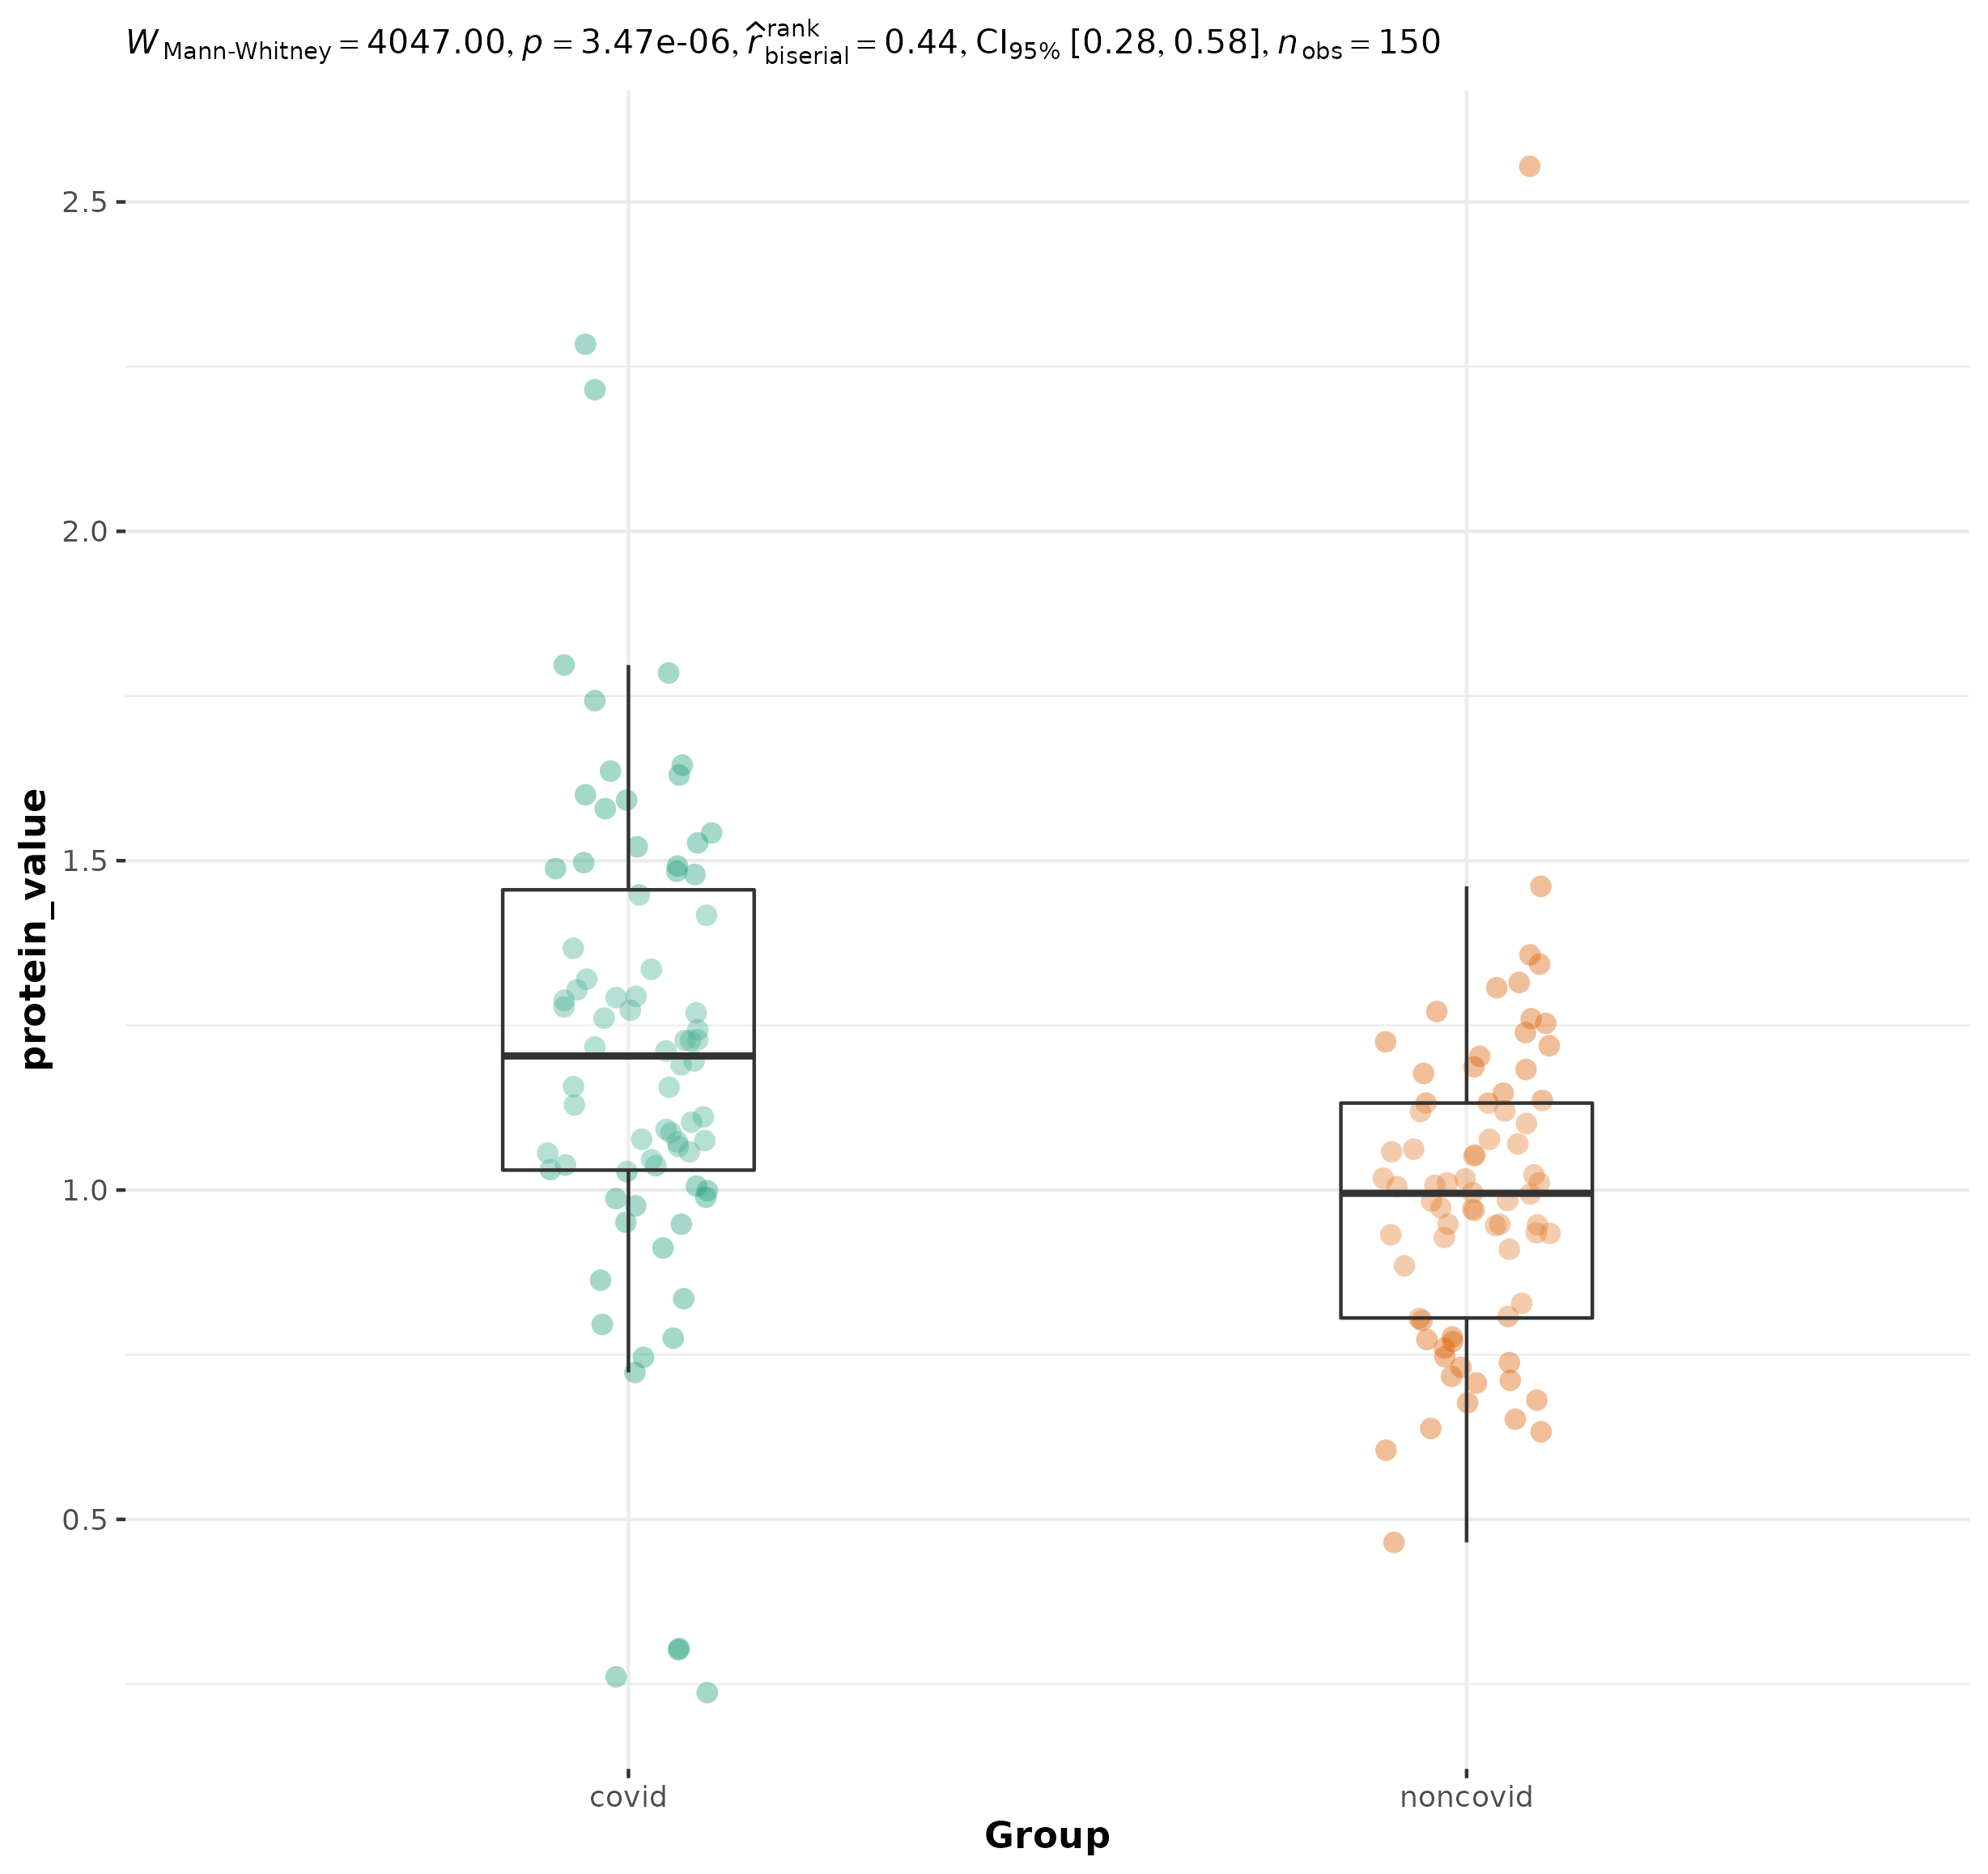 W Mann-Whitney = 4047.00, p = 3.47e-06, r̂ rank biserial = 0.44, CI95% [0.28, 0.58], n obs = 150
2.5
2.0
1.5
1.0
0.5
protein_value
covid noncovid
Group